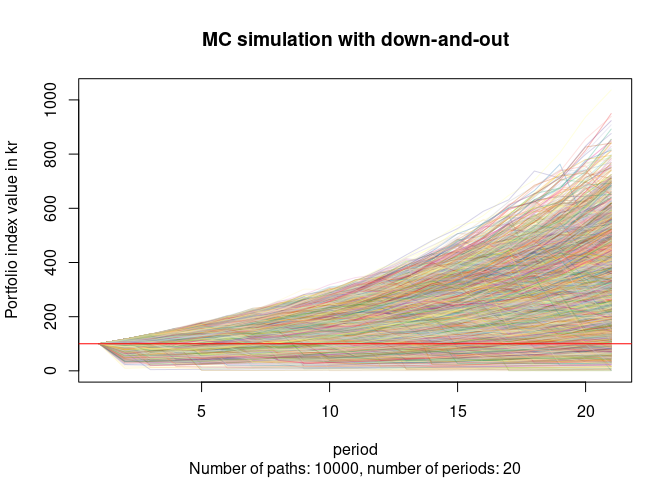 MC simulation with down-and-out
Portfolio index value in kr
1000
800
600
400
200
0
5 10 15 20
period
Number of paths: 10000, number of periods: 20